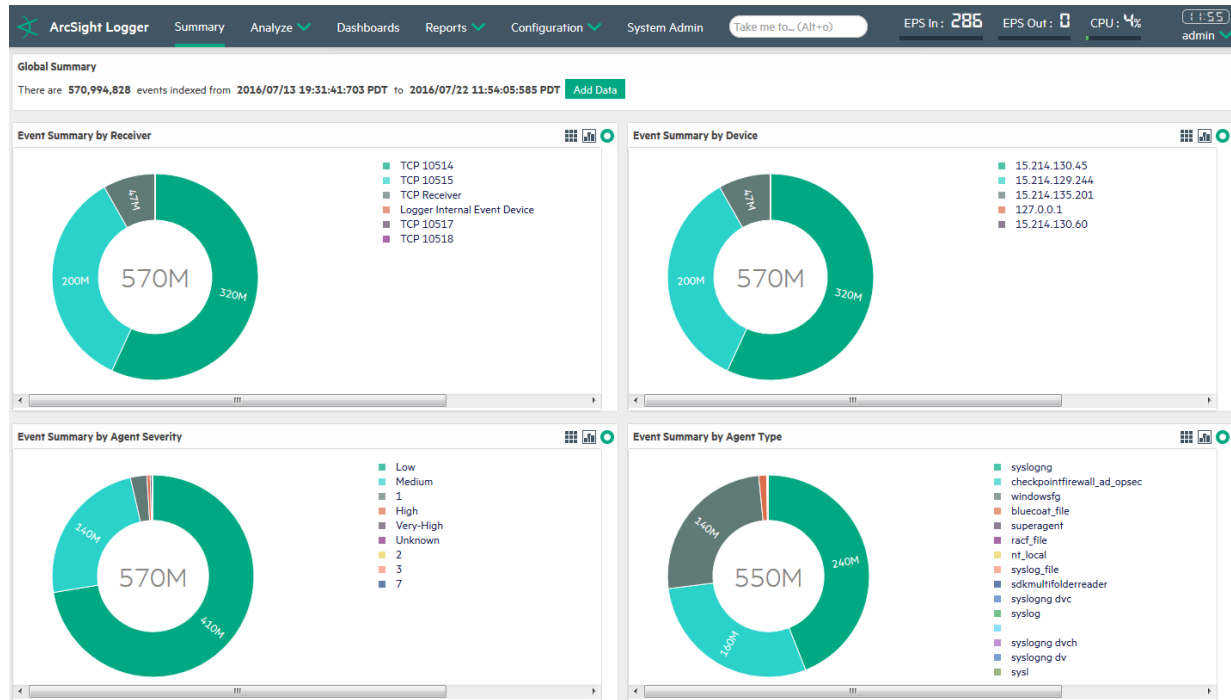 ArcSight Logger Summary Analyze Dashboards Reports Configuration System Admin Take me to... (Alt+o) EPS In : 286 EPS Out : 0 CPU : 4% 11:55
admin
Global Summary
There are 570,994,828 events indexed from 2016/07/13 19:31:41:703 PDT to 2016/07/22 11:54:05:585 PDT Add Data
Event Summary by Receiver
47M
200M
570M
320M
TCP 10514
TCP 10515
TCP Receiver
Logger Internal Event Device
TCP 10517
TCP 10518
Event Summary by Device
47M
200M
570M
320M
15.214.130.45
15.214.129.244
15.214.135.201
127.0.0.1
15.214.130.60
Event Summary by Agent Severity
140M
570M
410M
Low
Medium
1
High
Very-High
Unknown
2
3
7
Event Summary by Agent Type
140M
240M
550M
160M
syslogng
checkpointfirewall_ad_opsec
windowsfg
bluecoat_file
superagent
racf_file
nt_local
syslog_file
sdkmultifolderreader
syslogng dvc
syslog
syslogng dvch
syslogng dv
sysl